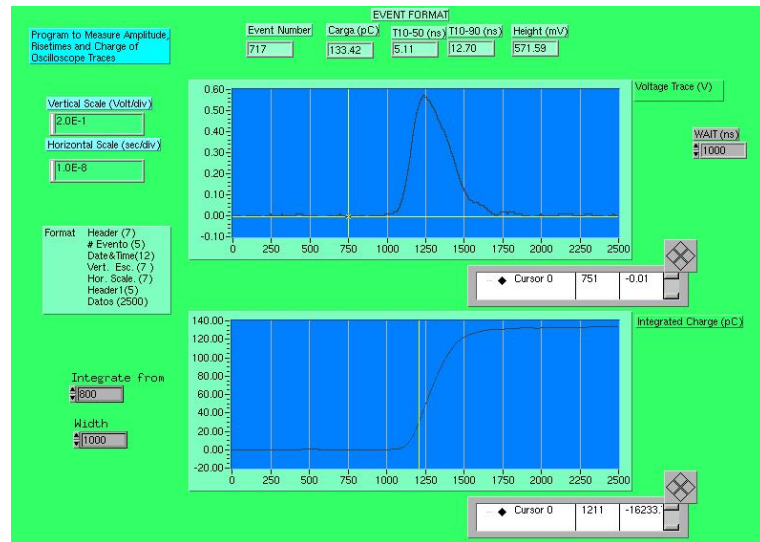 EVENT FORMAT
Program to Measure Amplitude,
Risetimes and Charge of
Oscilloscope Traces
Event Number
Carga (pC)
T10-50 (ns)
T10-90 (ns)
Height (mV)
717
133.42
5.11
12.70
571.59
Voltage Trace (V)
Vertical Scale (Volt/div)
2.0E-1
Horizontal Scale (sec/div)
1.0E-8
WAIT (ns)
1000
0.60
0.50
0.40
0.30
0.20
0.10
0.00
-0.10
0 250 500 750 1000 1250 1500 1750 2000 2250 2500
Format Header (7)
# Evento (5)
Date&Time(12)
Vert. Esc. (7 )
Hor. Scale. (7)
Header1(5)
Datos (2500)
Cursor 0 751 -0.01
Integrated Charge (pC)
140.00
120.00
100.00
80.00
60.00
40.00
20.00
0.00
-20.00
0 250 500 750 1000 1250 1500 1750 2000 2250 2500
Integrate from
800
Width
1000
Cursor 0 1211 -16233.